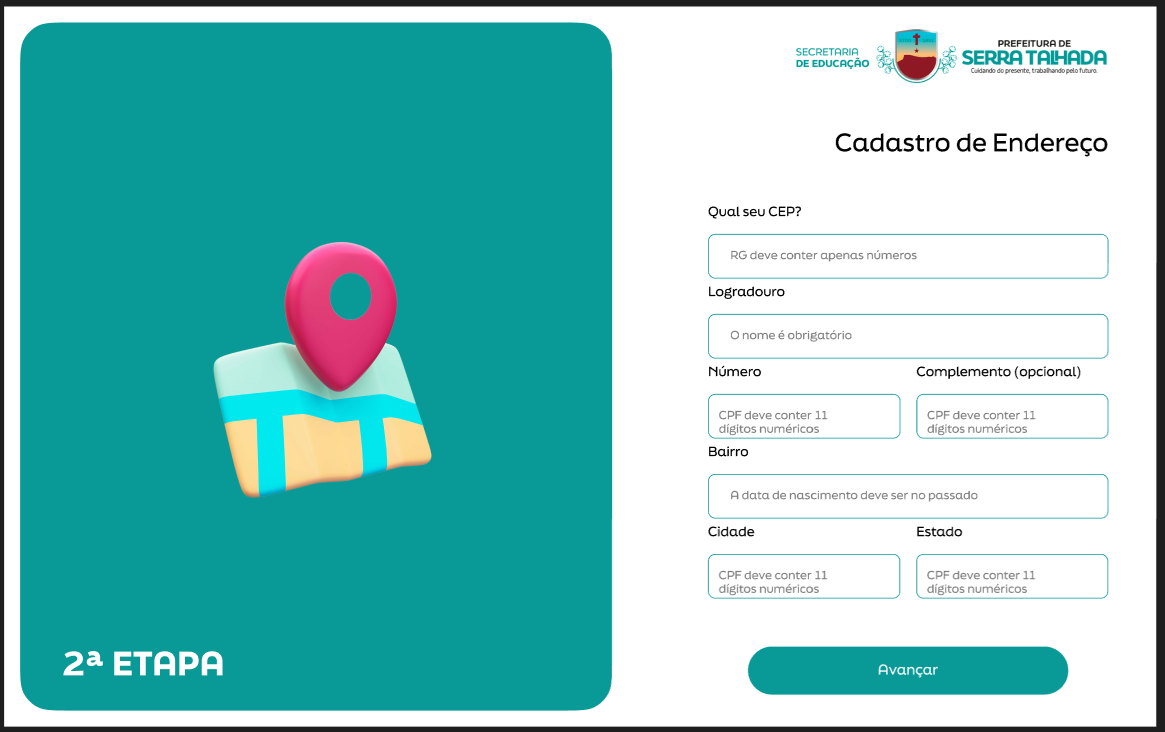 SECRETARIA
DE EDUCAÇÃO
PREFEITURA DE
SERRA TALHADA
Cuidando do presente, trabalhando pelo futuro.
Cadastro de Endereço
Qual seu CEP?
RG deve conter apenas números
Logradouro
O nome é obrigatório
Número
Complemento (opcional)
CPF deve conter 11
dígitos numéricos
CPF deve conter 11
dígitos numéricos
Bairro
A data de nascimento deve ser no passado
Cidade
Estado
CPF deve conter 11
dígitos numéricos
CPF deve conter 11
dígitos numéricos
2ª ETAPA
Avançar